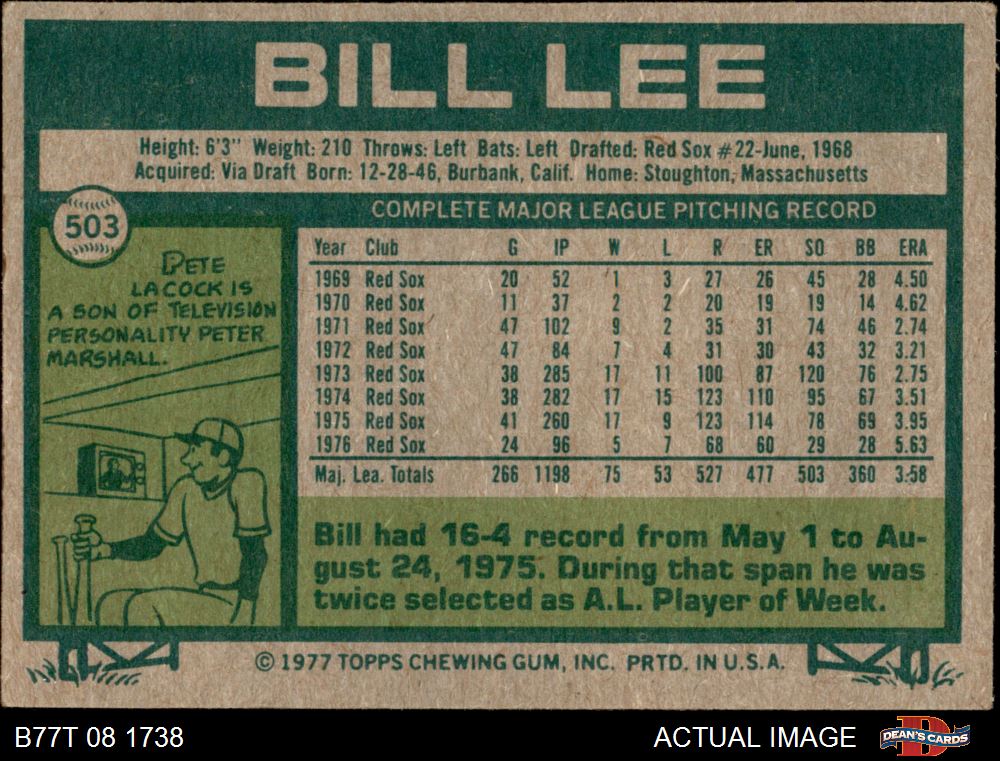 BILL LEE
Height: 6'3" Weight: 210 Throws: Left Bats: Left Drafted: Red Sox #22-June, 1968
Acquired: Via Draft Born: 12-28-46, Burbank, Calif. Home: Stoughton, Massachusetts
503
COMPLETE MAJOR LEAGUE PITCHING RECORD
PETE
LACOCK IS
A SON OF TELEVISION
PERSONALITY PETER
MARSHALL.
Year Club G IP W L R ER SO BB ERA
1969 Red Sox 20 52 1 3 27 26 45 28 4.50
1970 Red Sox 11 37 2 2 20 19 19 14 4.62
1971 Red Sox 47 102 9 2 35 31 74 46 2.74
1972 Red Sox 47 84 7 4 31 30 43 32 3.21
1973 Red Sox 38 285 17 11 100 87 120 76 2.75
1974 Red Sox 38 282 17 15 123 110 95 67 3.51
1975 Red Sox 41 260 17 9 123 114 78 69 3.95
1976 Red Sox 24 96 5 7 68 60 29 28 5.63
Maj. Lea. Totals 266 1198 75 53 527 477 503 360 3.58
Bill had 16-4 record from May 1 to Au-
gust 24, 1975. During that span he was
twice selected as A.L. Player of Week.
© 1977 TOPPS CHEWING GUM, INC. PRTD. IN U.S.A.
B77T 08 1738
ACTUAL IMAGE
DEAN'S CARDS